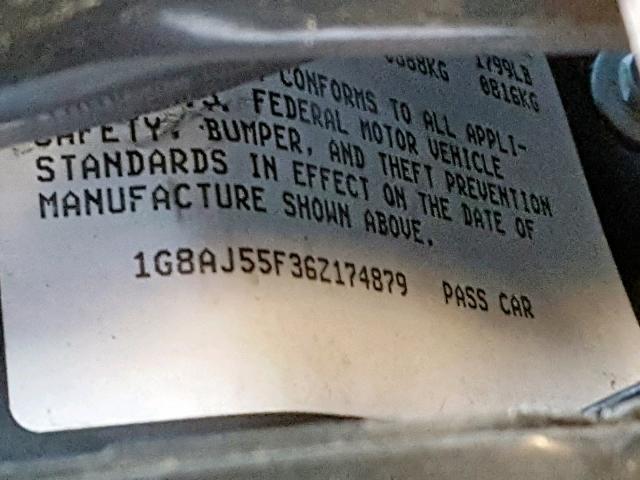 1799LB
0888KG 0816KG
CONFORMS TO ALL APPLI-
FEDERAL MOTOR VEHICLE
SAFETY, BUMPER, AND THEFT PREVENTION
STANDARDS IN EFFECT ON THE DATE OF
MANUFACTURE SHOWN ABOVE.
1G8AJ55F36Z174879 PASS CAR